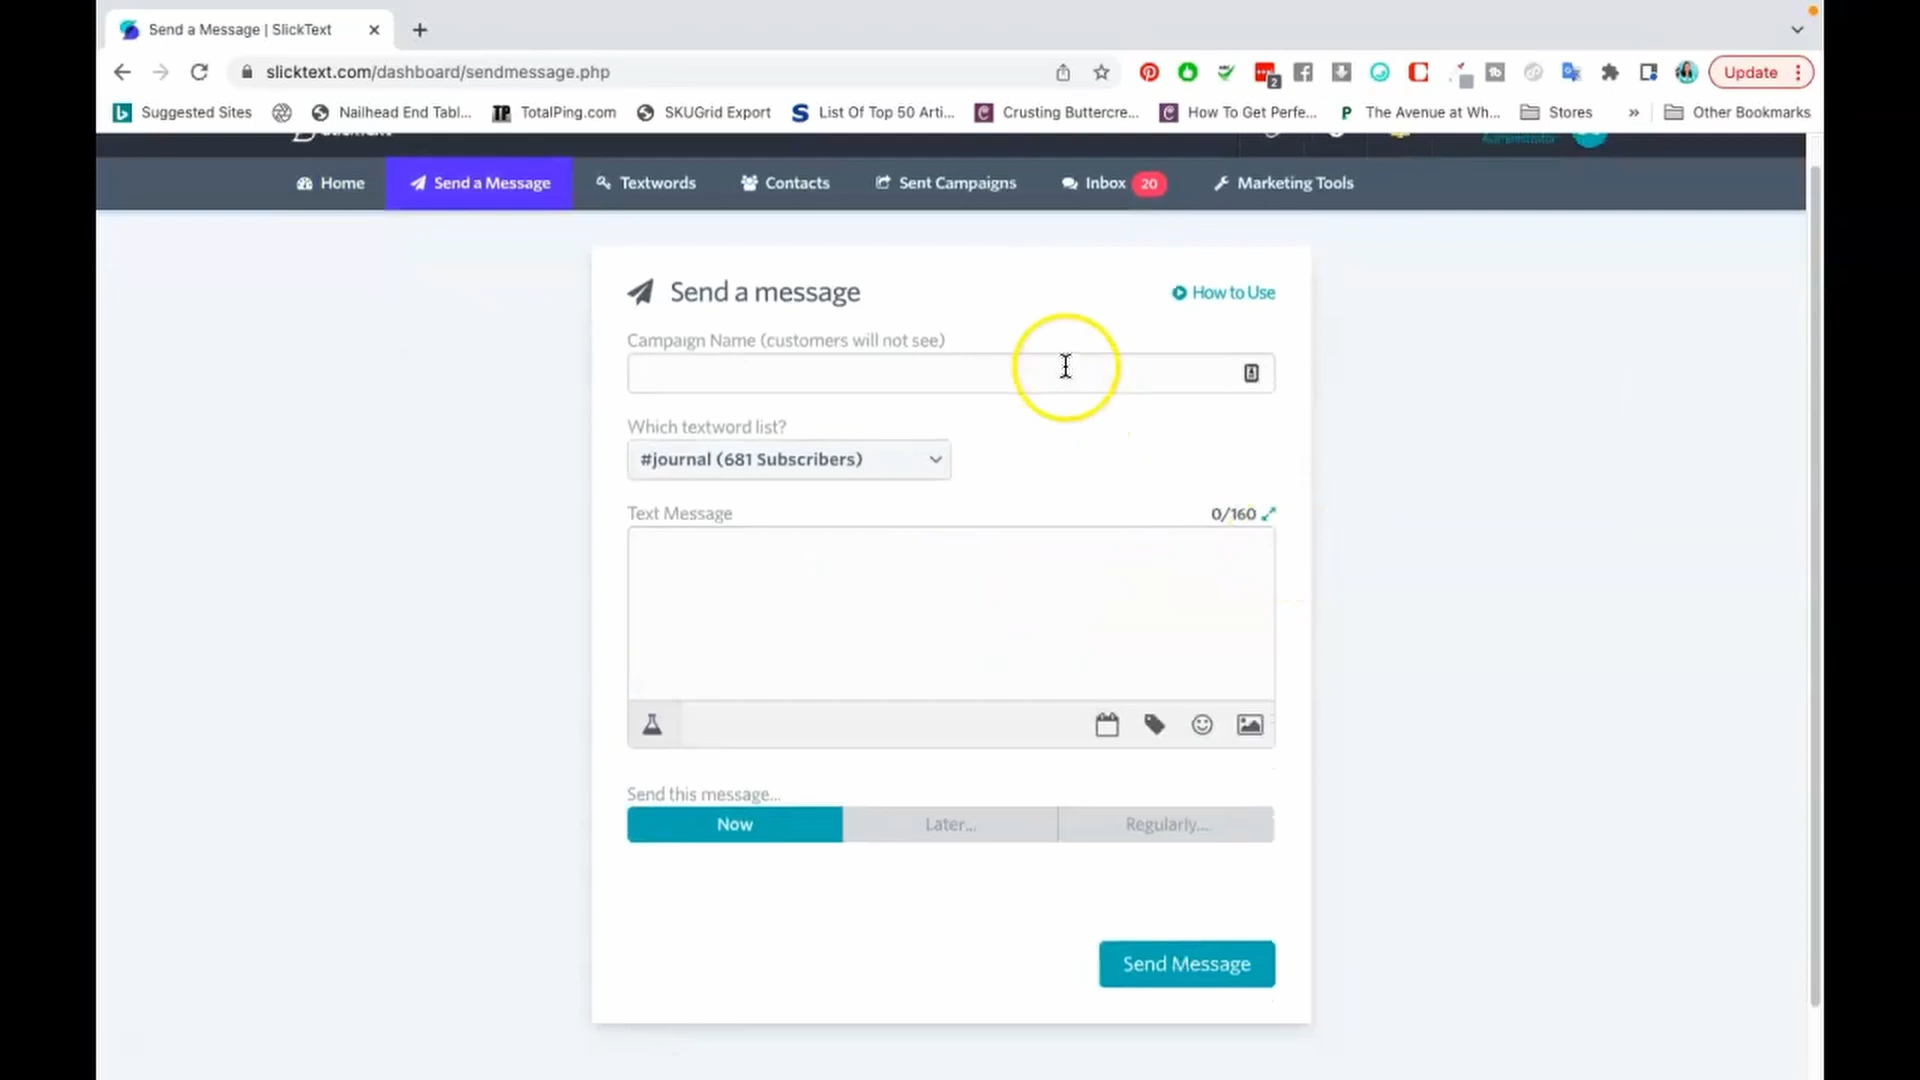 Send a Message | SlickText
slicktext.com/dashboard/sendmessage.php
2
Update
Suggested Sites
Nailhead End Tabl...
TP TotalPing.com
SKUGrid Export
S List Of Top 50 Arti...
Crusting Buttercre...
How To Get Perfe...
P The Avenue at Wh...
Stores
»
Other Bookmarks
Administrator
Home
Send a Message
Textwords
Contacts
Sent Campaigns
Inbox 20
Marketing Tools
Send a message
How to Use
Campaign Name (customers will not see)
Which textword list?
#journal (681 Subscribers)
Text Message
0/160
Send this message...
Now
Later...
Regularly...
Send Message